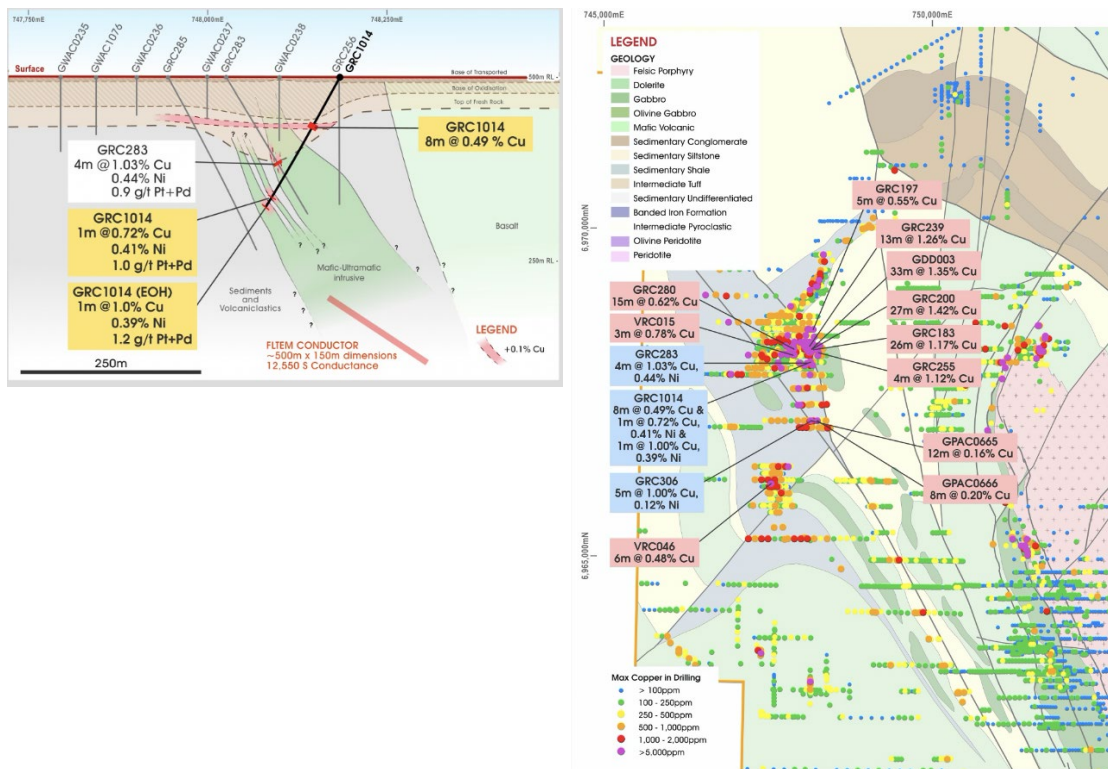 747,750mE
748,000mE
748,250mE
GWAC0235
GWAC1076
GWAC0236
GRC285
GWAC0237
GRC283
GWAC0238
GRC256
GRC1014
Surface
Base of Transported
500m RL
Base of Oxidisation
Top of Fresh Rock
GRC1014
8m @ 0.49 % Cu
GRC283
4m @ 1.03% Cu
0.44% Ni
0.9 g/t Pt+Pd
GRC1014
1m @ 0.72% Cu
0.41% Ni
1.0 g/t Pt+Pd
GRC1014 (EOH)
1m @ 1.0% Cu
0.39% Ni
1.2 g/t Pt+Pd
250m
? ? ? ? ? ? ? ? ? ?
Basalt
250m RL
Mafic-Ultramafic
intrusive
Sediments
and
Volcaniclastics
FLTEM CONDUCTOR
~500m x 150m dimensions
12,550 S Conductance
LEGEND
+0.1% Cu
745,000mE
750,000mE
6,970,000mN
6,965,000mN
LEGEND
GEOLOGY
Felsic Porphyry
Dolerite
Gabbro
Olivine Gabbro
Mafic Volcanic
Sedimentary Conglomerate
Sedimentary Siltstone
Sedimentary Shale
Intermediate Tuff
Sedimentary Undifferentiated
Banded Iron Formation
Intermediate Pyroclastic
Olivine Peridotite
Peridotite
GRC197
5m @ 0.55% Cu
GRC239
13m @ 1.26% Cu
GDD003
33m @ 1.35% Cu
GRC200
27m @ 1.42% Cu
GRC183
26m @ 1.17% Cu
GRC255
4m @ 1.12% Cu
GRC280
15m @ 0.62% Cu
VRC015
3m @ 0.78% Cu
GRC283
4m @ 1.03% Cu,
0.44% Ni
GRC1014
8m @ 0.49% Cu &
1m @ 0.72% Cu,
0.41% Ni &
1m @ 1.00% Cu,
0.39% Ni
GRC306
5m @ 1.00% Cu,
0.12% Ni
VRC046
6m @ 0.48% Cu
GPAC0665
12m @ 0.16% Cu
GPAC0666
8m @ 0.20% Cu
Max Copper in Drilling
> 100ppm
100 - 250ppm
250 - 500ppm
500 - 1,000ppm
1,000 - 2,000ppm
>5,000ppm